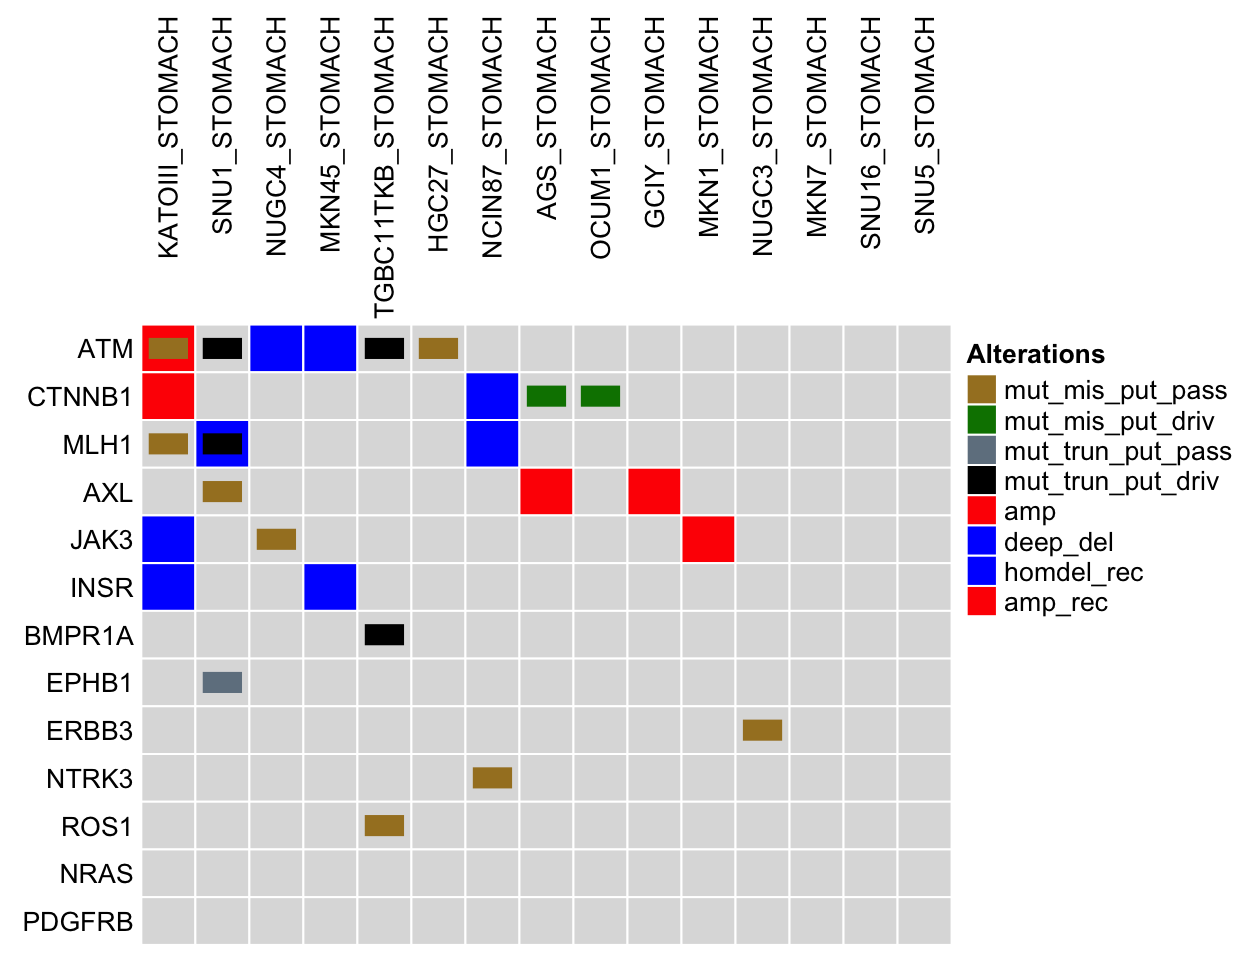 KATOIII_STOMACH
SNU1_STOMACH
NUGC4_STOMACH
MKN45_STOMACH
TGBC11TKB_STOMACH
HGC27_STOMACH
NCIN87_STOMACH
AGS_STOMACH
OCUM1_STOMACH
GCIY_STOMACH
MKN1_STOMACH
NUGC3_STOMACH
MKN7_STOMACH
SNU16_STOMACH
SNU5_STOMACH
ATM
CTNNB1
MLH1
AXL
JAK3
INSR
BMPR1A
EPHB1
ERBB3
NTRK3
ROS1
NRAS
PDGFRB
Alterations
mut_mis_put_pass
mut_mis_put_driv
mut_trun_put_pass
mut_trun_put_driv
amp
deep_del
homdel_rec
amp_rec